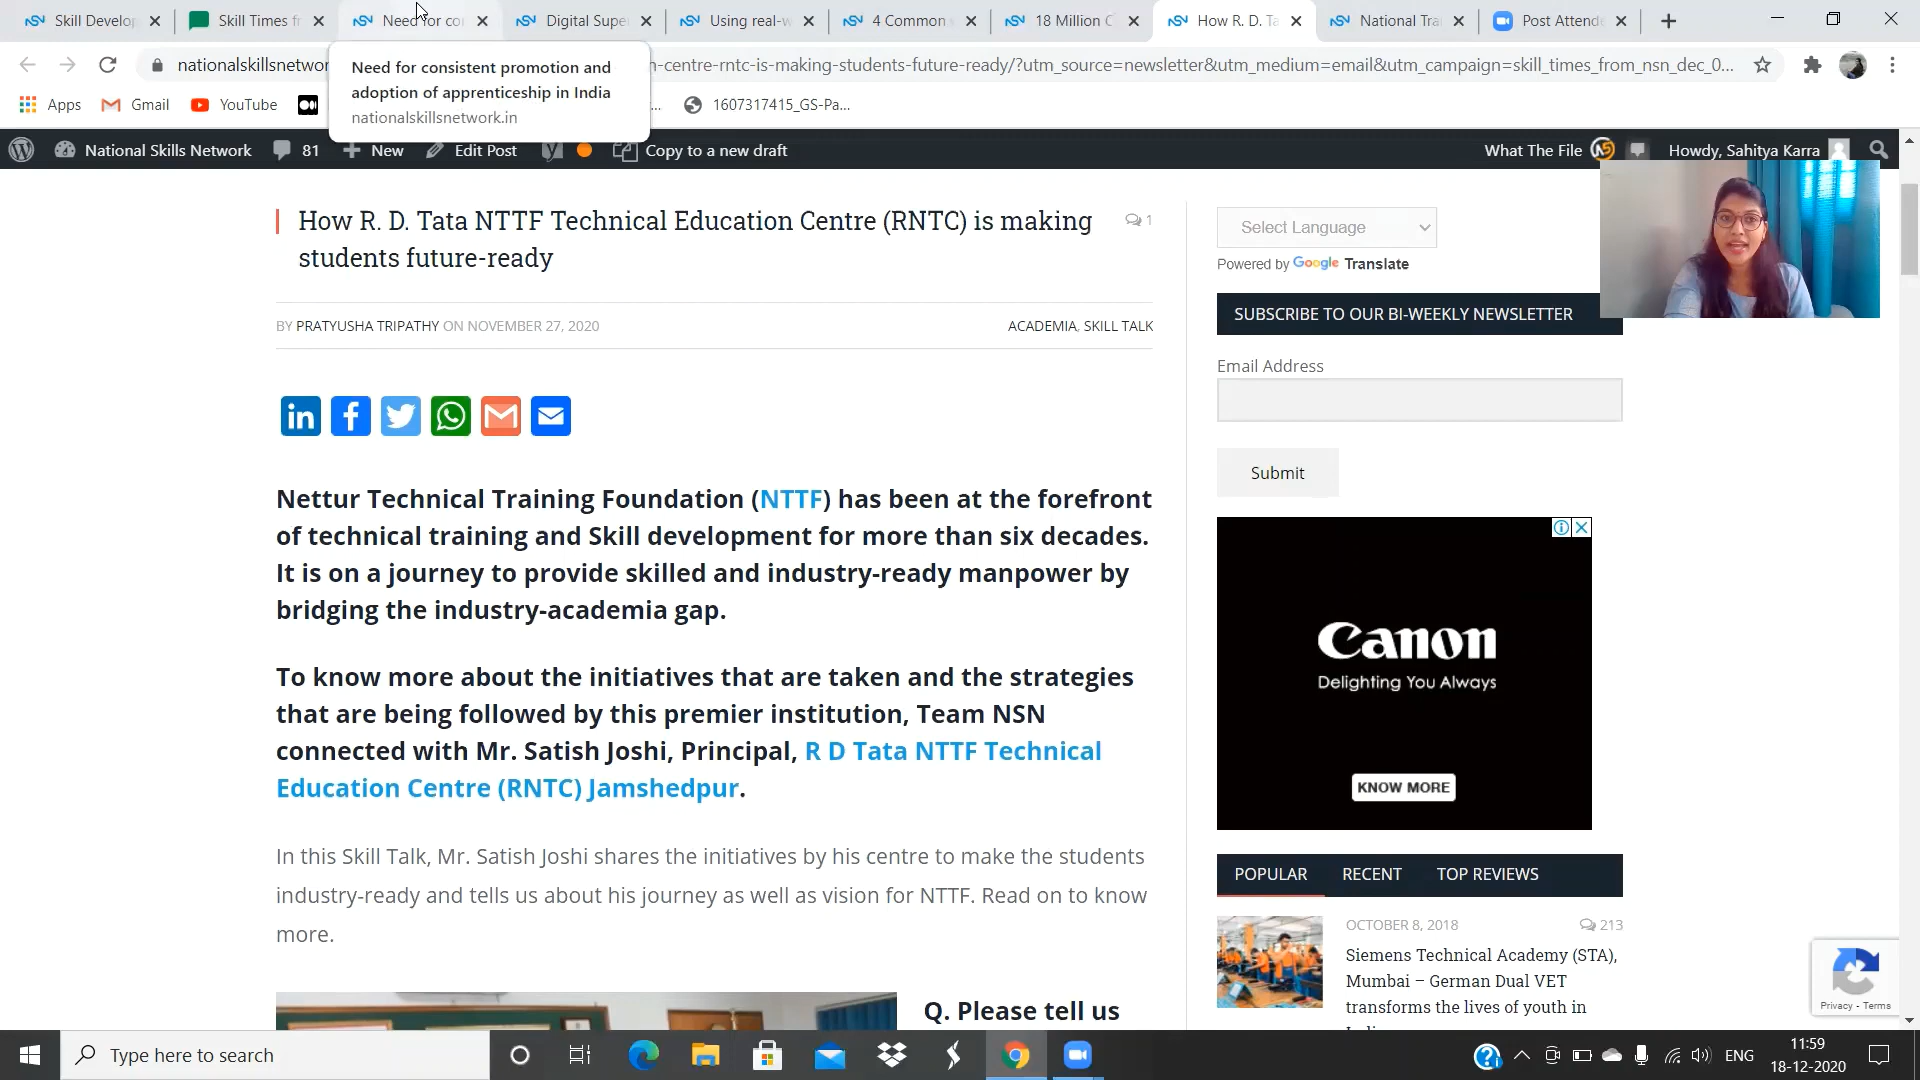 Skill Develop
Skill Times f
Need for co
Digital Supe
Using real-w
4 Common
18 Million C
How R. D. Ta
National Tra
Post Attend
nationalskillsnetwor
-centre-rntc-is-making-students-future-ready/?utm_source=newsletter&utm_medium=email&utm_campaign=skill_times_from_nsn_dec_0...
Need for consistent promotion and
adoption of apprenticeship in India
nationalskillsnetwork.in
Apps
Gmail
YouTube
...
1607317415_GS-Pa...
National Skills Network
81
New
Edit Post
Copy to a new draft
What The File
Howdy, Sahitya Karra
How R. D. Tata NTTF Technical Education Centre (RNTC) is making
students future-ready
1
BY PRATYUSHA TRIPATHY ON NOVEMBER 27, 2020
ACADEMIA, SKILL TALK
Nettur Technical Training Foundation (NTTF) has been at the forefront
of technical training and Skill development for more than six decades.
It is on a journey to provide skilled and industry-ready manpower by
bridging the industry-academia gap.
To know more about the initiatives that are taken and the strategies
that are being followed by this premier institution, Team NSN
connected with Mr. Satish Joshi, Principal, R D Tata NTTF Technical
Education Centre (RNTC) Jamshedpur.
In this Skill Talk, Mr. Satish Joshi shares the initiatives by his centre to make the students
industry-ready and tells us about his journey as well as vision for NTTF. Read on to know
more.
Q. Please tell us
Select Language
Powered by Google Translate
SUBSCRIBE TO OUR BI-WEEKLY NEWSLETTER
Email Address
Submit
Canon
Delighting You Always
KNOW MORE
POPULAR
RECENT
TOP REVIEWS
OCTOBER 8, 2018
213
Siemens Technical Academy (STA),
Mumbai – German Dual VET
transforms the lives of youth in
Privacy - Terms
Type here to search
ENG
11:59
18-12-2020